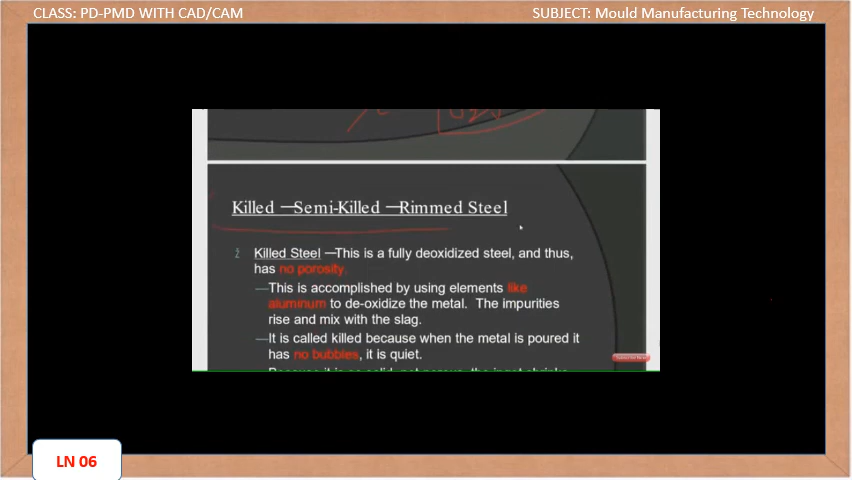 CLASS: PD-PMD WITH CAD/CAM
SUBJECT: Mould Manufacturing Technology
Killed —Semi-Killed —Rimmed Steel
Killed Steel —This is a fully deoxidized steel, and thus,
has no porosity.
—This is accomplished by using elements like
aluminum to de-oxidize the metal. The impurities
rise and mix with the slag.
—It is called killed because when the metal is poured it
has no bubbles, it is quiet.
LN 06